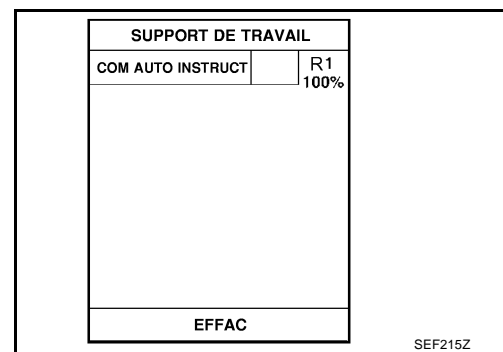 SUPPORT DE TRAVAIL
COM AUTO INSTRUCT R1
100%
EFFAC
SEF215Z